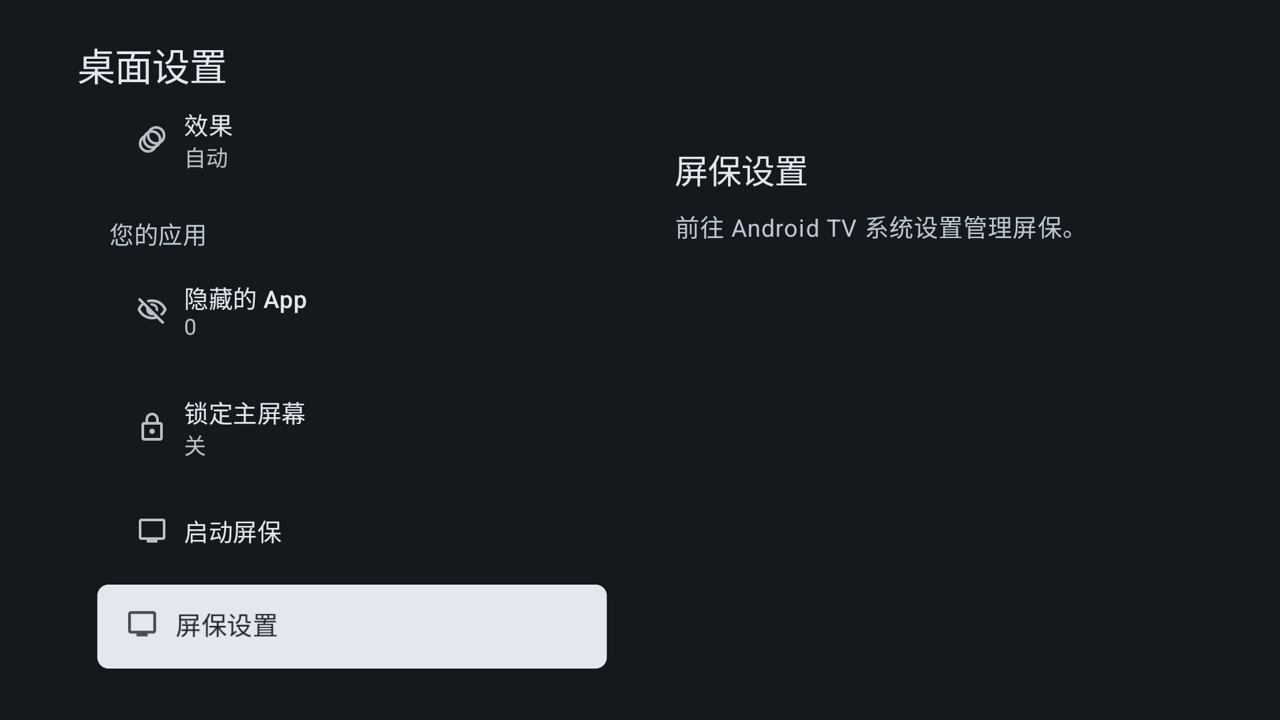 桌面设置
效果
自动
您的应用
隐藏的 App
0
锁定主屏幕
关
启动屏保
屏保设置
屏保设置
前往 Android TV 系统设置管理屏保。